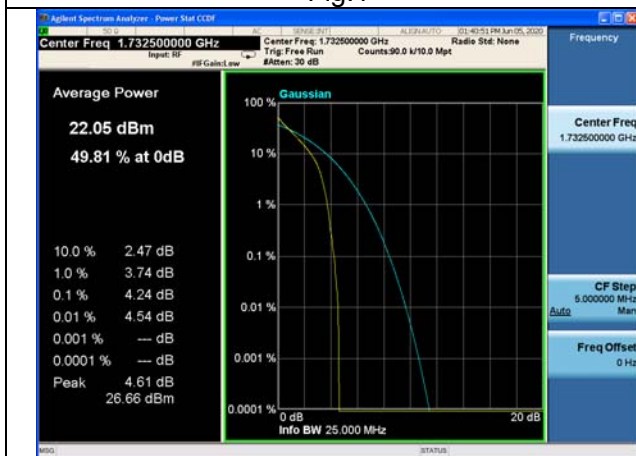 Agilent Spectrum Analyzer - Power Stat CCDF
50 Ω AC SENSE:INT ALIGN AUTO 01:40:51 PM Jun 05, 2020
Center Freq 1.732500000 GHz
Input: RF
#IFGain:Low
Center Freq: 1.732500000 GHz
Radio Std: None
Trig: Free Run
Counts:90.0 k/10.0 Mpt
#Atten: 30 dB
Frequency
Average Power
22.05 dBm
49.81 % at 0dB
10.0 % 2.47 dB
1.0 % 3.74 dB
0.1 % 4.24 dB
0.01 % 4.54 dB
0.001 % --- dB
0.0001 % --- dB
Peak 4.61 dB
26.66 dBm
Gaussian
100 %
10 %
1 %
0.1 %
0.01 %
0.001 %
0.0001 %
0 dB
20 dB
Info BW 25.000 MHz
Center Freq
1.732500000 GHz
CF Step
5.000000 MHz
Auto Man
Freq Offset
0 Hz
MSG
STATUS